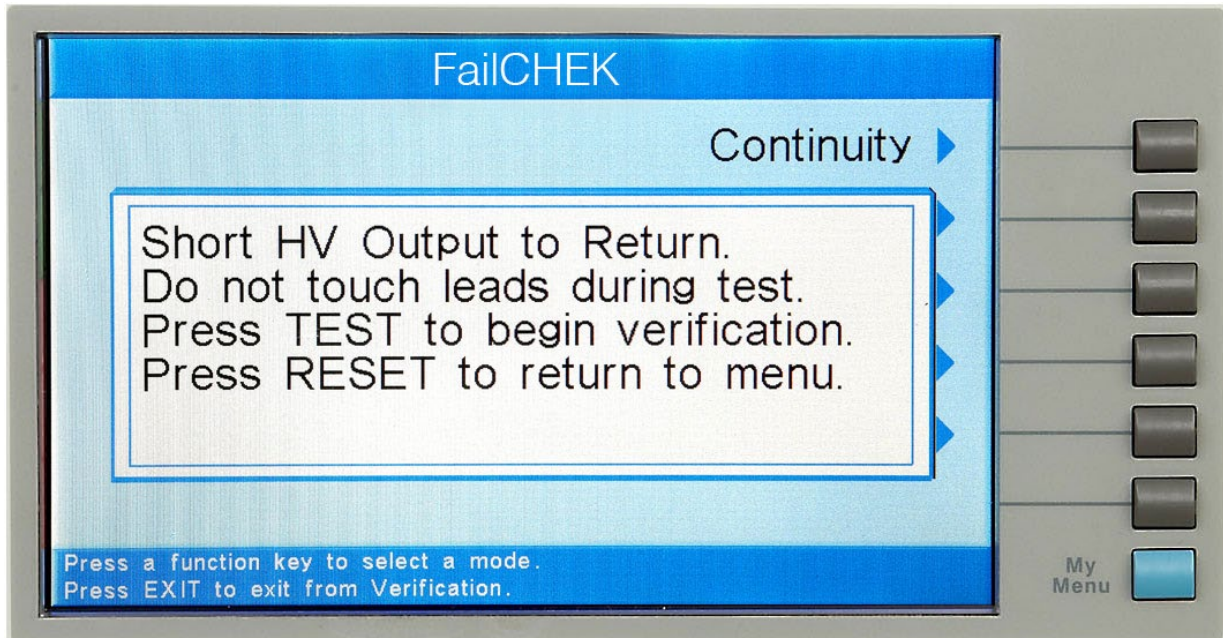 FailCHEK
Continuity
Short HV Output to Return.
Do not touch leads during test.
Press TEST to begin verification.
Press RESET to return to menu.
Press a function key to select a mode.
Press EXIT to exit from Verification.
My
Menu